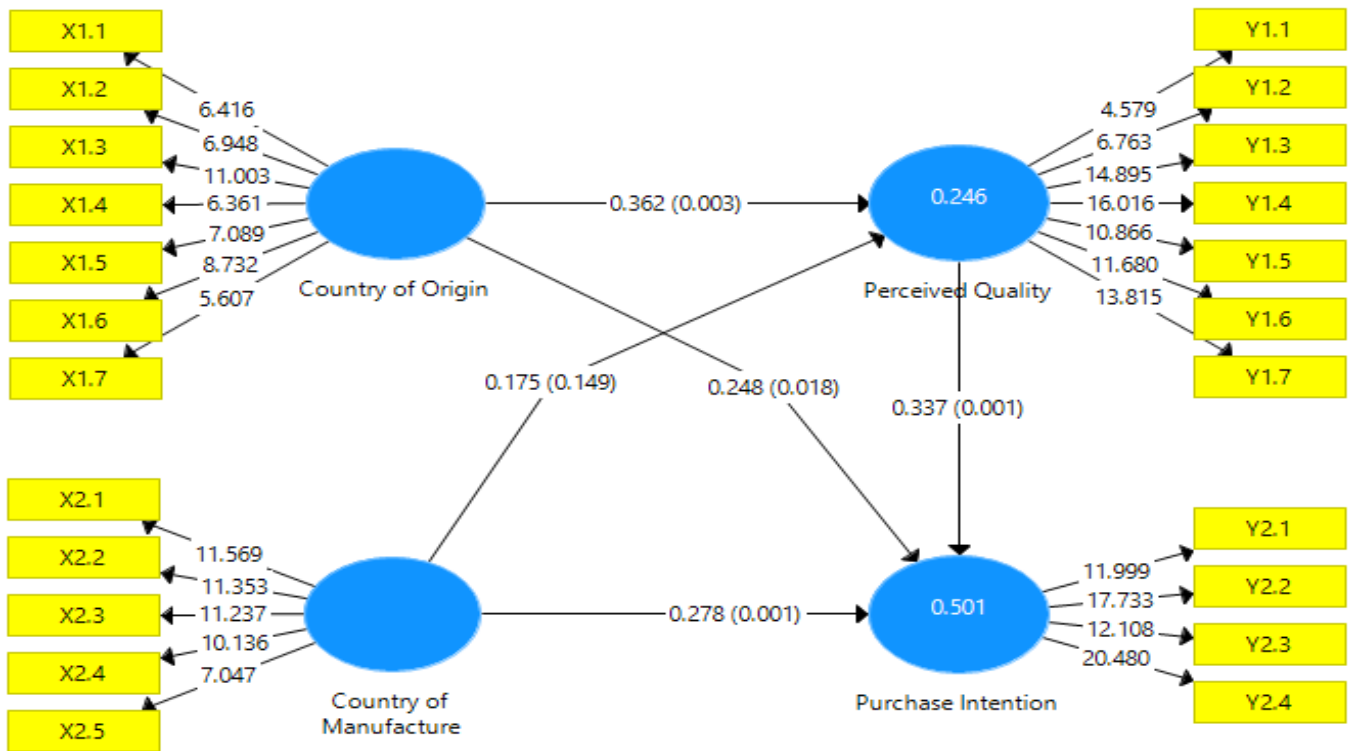 X1.1
X1.2
X1.3
X1.4
X1.5
X1.6
X1.7
6.416
6.948
11.003
6.361
7.089
8.732
5.607
Country of Origin
0.362 (0.003)
0.246
Perceived Quality
4.579
6.763
14.895
16.016
10.866
11.680
13.815
Y1.1
Y1.2
Y1.3
Y1.4
Y1.5
Y1.6
Y1.7
0.175 (0.149)
0.248 (0.018)
0.337 (0.001)
X2.1
X2.2
X2.3
X2.4
X2.5
11.569
11.353
11.237
10.136
7.047
Country of
Manufacture
0.278 (0.001)
0.501
Purchase Intention
11.999
17.733
12.108
20.480
Y2.1
Y2.2
Y2.3
Y2.4